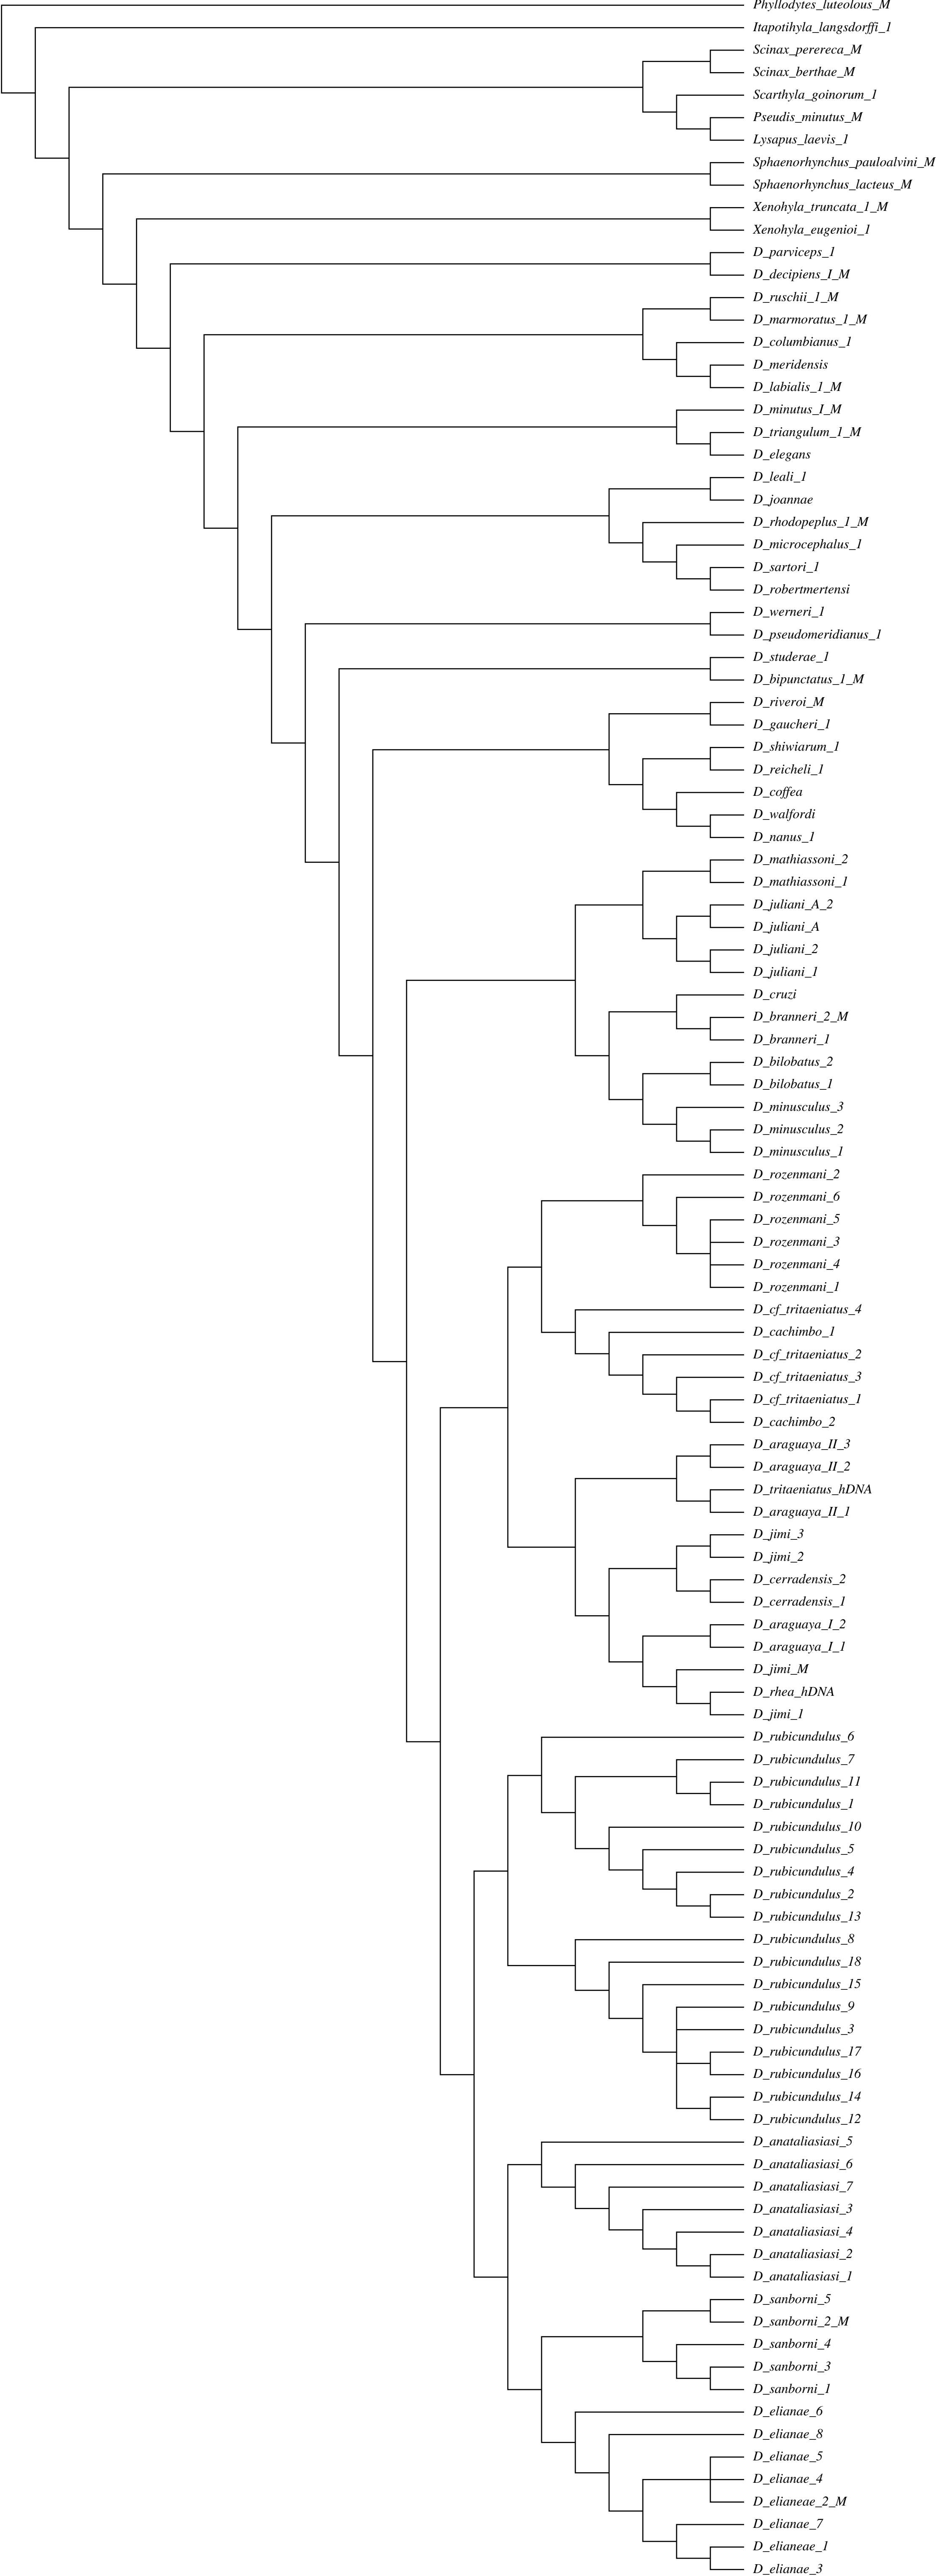 Phyllodytes_luteolous_M
Itapotihyla_langsdorffi_1
Scinax_perereca_M
Scinax_berthae_M
Scarthyla_goinorum_1
Pseudis_minutus_M
Lysapus_laevis_1
Sphaenorhynchus_pauloalvini_M
Sphaenorhynchus_lacteus_M
Xenohyla_truncata_1_M
Xenohyla_eugenioi_1
D_parviceps_1
D_decipiens_I_M
D_ruschii_1_M
D_marmoratus_1_M
D_columbianus_1
D_meridensis
D_labialis_1_M
D_minutus_I_M
D_triangulum_1_M
D_elegans
D_leali_1
D_joannae
D_rhodopeplus_1_M
D_microcephalus_1
D_sartori_1
D_robertmertensi
D_werneri_1
D_pseudomeridianus_1
D_studerae_1
D_bipunctatus_1_M
D_riveroi_M
D_gaucheri_1
D_shiwiarum_1
D_reicheli_1
D_coffea
D_walfordi
D_nanus_1
D_mathiassoni_2
D_mathiassoni_1
D_juliani_A_2
D_juliani_A
D_juliani_2
D_juliani_1
D_cruzi
D_branneri_2_M
D_branneri_1
D_bilobatus_2
D_bilobatus_1
D_minusculus_3
D_minusculus_2
D_minusculus_1
D_rozenmani_2
D_rozenmani_6
D_rozenmani_5
D_rozenmani_3
D_rozenmani_4
D_rozenmani_1
D_cf_tritaeniatus_4
D_cachimbo_1
D_cf_tritaeniatus_2
D_cf_tritaeniatus_3
D_cf_tritaeniatus_1
D_cachimbo_2
D_araguaya_II_3
D_araguaya_II_2
D_tritaeniatus_hDNA
D_araguaya_II_1
D_jimi_3
D_jimi_2
D_cerradensis_2
D_cerradensis_1
D_araguaya_I_2
D_araguaya_I_1
D_jimi_M
D_rhea_hDNA
D_jimi_1
D_rubicundulus_6
D_rubicundulus_7
D_rubicundulus_11
D_rubicundulus_1
D_rubicundulus_10
D_rubicundulus_5
D_rubicundulus_4
D_rubicundulus_2
D_rubicundulus_13
D_rubicundulus_8
D_rubicundulus_18
D_rubicundulus_15
D_rubicundulus_9
D_rubicundulus_3
D_rubicundulus_17
D_rubicundulus_16
D_rubicundulus_14
D_rubicundulus_12
D_anataliasiasi_5
D_anataliasiasi_6
D_anataliasiasi_7
D_anataliasiasi_3
D_anataliasiasi_4
D_anataliasiasi_2
D_anataliasiasi_1
D_sanborni_5
D_sanborni_2_M
D_sanborni_4
D_sanborni_3
D_sanborni_1
D_elianae_6
D_elianae_8
D_elianae_5
D_elianae_4
D_elianeae_2_M
D_elianae_7
D_elianeae_1
D_elianae_3